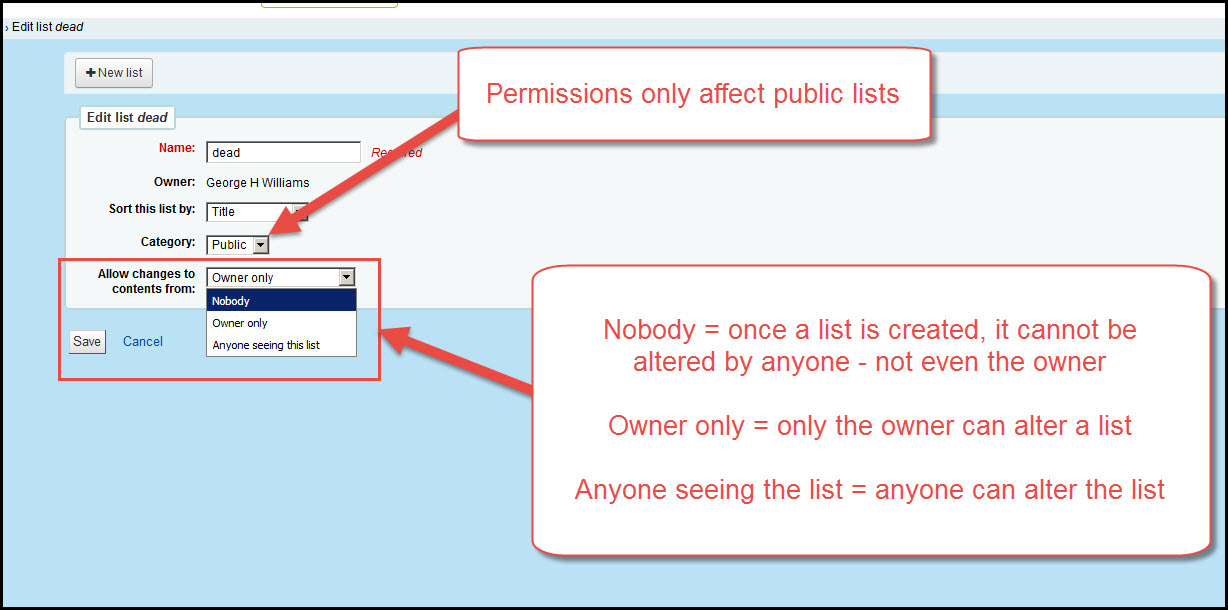 › Edit list dead
+New list
Permissions only affect public lists
Edit list dead
Name: dead Required
Owner: George H Williams
Sort this list by: Title
Category: Public
Allow changes to
contents from: Owner only
Nobody
Owner only
Anyone seeing this list
Save Cancel
Nobody = once a list is created, it cannot be
altered by anyone - not even the owner
Owner only = only the owner can alter a list
Anyone seeing the list = anyone can alter the list